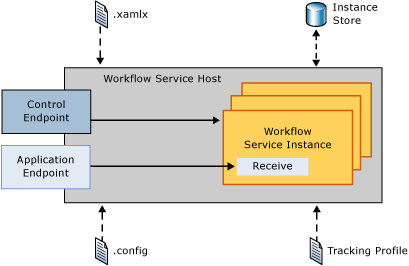 .xamlx
Instance
Store
Workflow Service Host
Control
Endpoint
Workflow
Service Instance
Application
Endpoint
Receive
.config
Tracking Profile